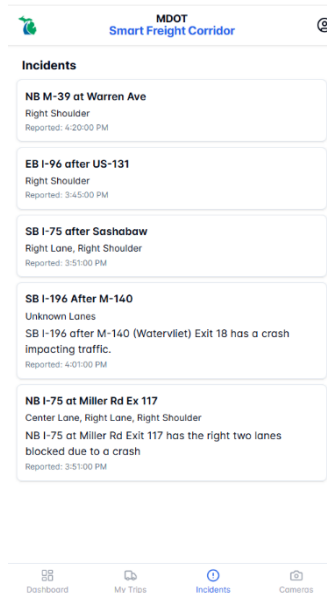 MDOT
Smart Freight Corridor
Incidents
NB M-39 at Warren Ave
Right Shoulder
Reported: 4:20:00 PM
EB I-96 after US-131
Right Shoulder
Reported: 3:45:00 PM
SB I-75 after Sashabaw
Right Lane, Right Shoulder
Reported: 3:51:00 PM
SB I-196 After M-140
Unknown Lanes
SB I-196 after M-140 (Watervliet) Exit 18 has a crash
impacting traffic.
Reported: 4:01:00 PM
NB I-75 at Miller Rd Ex 117
Center Lane, Right Lane, Right Shoulder
NB I-75 at Miller Rd Exit 117 has the right two lanes
blocked due to a crash
Reported: 3:51:00 PM
Dashboard My Trips Incidents Cameras